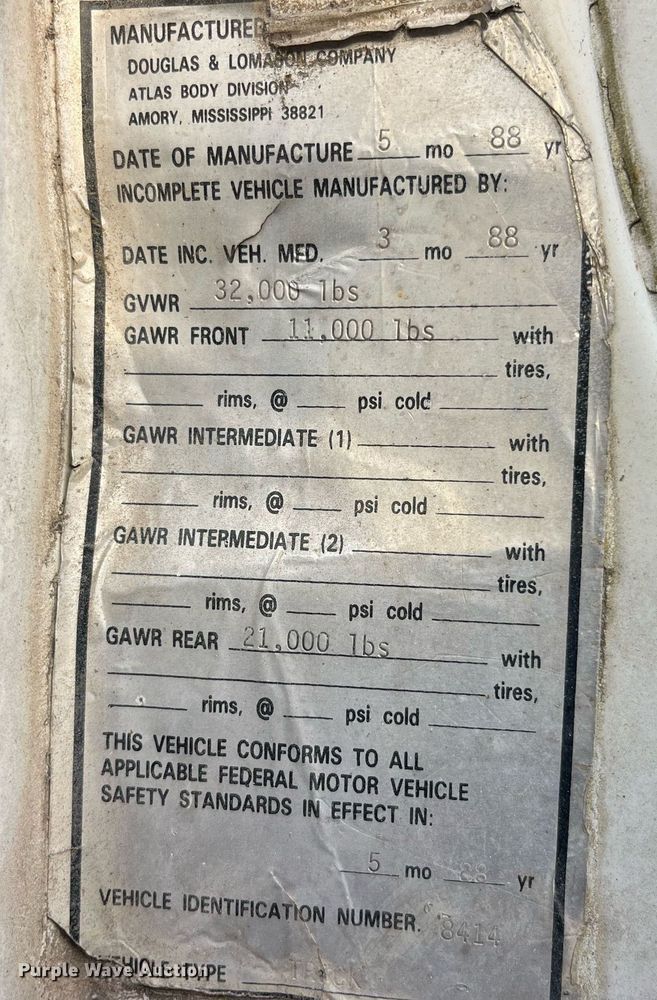 MANUFACTURED
DOUGLAS & LOMASON COMPANY
ATLAS BODY DIVISION
AMORY, MISSISSIPPI 38821
DATE OF MANUFACTURE 5 mo 88 yr
INCOMPLETE VEHICLE MANUFACTURED BY:
DATE INC. VEH. MFD. 3 mo 88 yr
GVWR 32,000 lbs
GAWR FRONT 11,000 lbs with
tires,
rims, @ psi cold
GAWR INTERMEDIATE (1) with
tires,
rims, @ psi cold
GAWR INTERMEDIATE (2) with
tires,
rims, @ psi cold
GAWR REAR 21,000 lbs with
tires,
rims, @ psi cold
THIS VEHICLE CONFORMS TO ALL
APPLICABLE FEDERAL MOTOR VEHICLE
SAFETY STANDARDS IN EFFECT IN:
5 mo 88 yr
VEHICLE IDENTIFICATION NUMBER. 8414
VEHICLE TYPE TRUCK
Purple Wave Auction